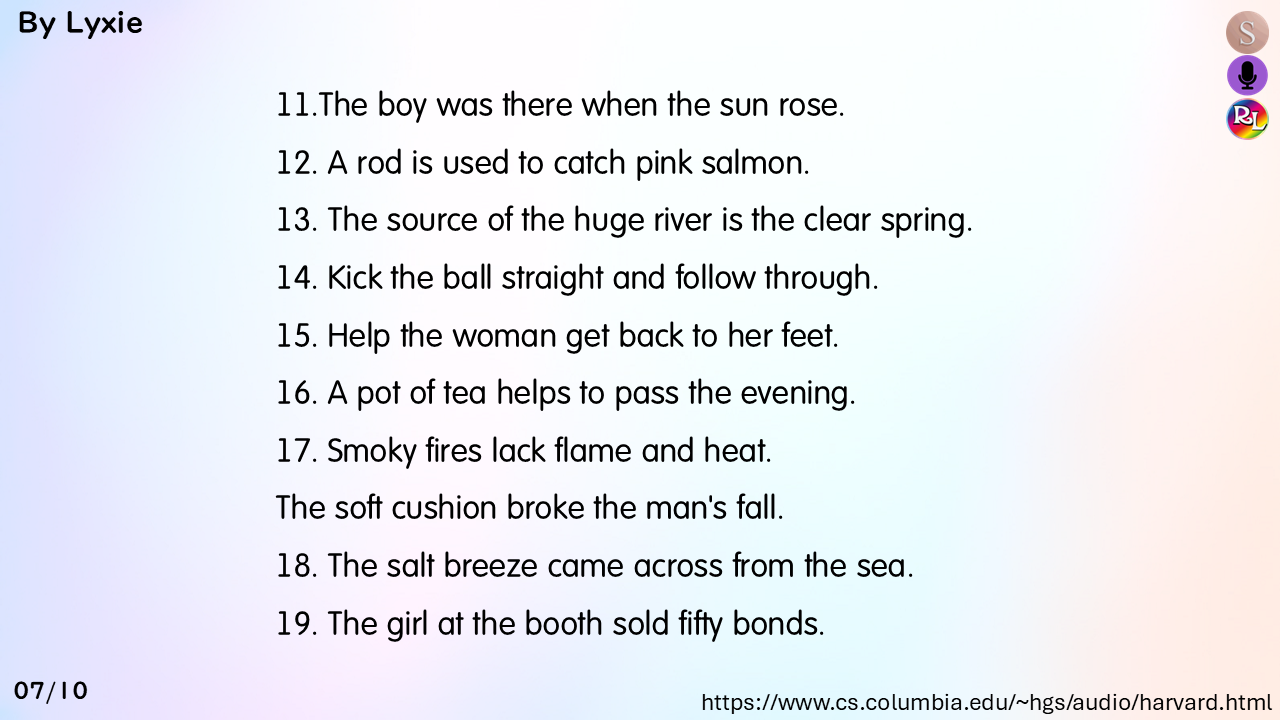 By Lyxie
S
RL
11.The boy was there when the sun rose.
12. A rod is used to catch pink salmon.
13. The source of the huge river is the clear spring.
14. Kick the ball straight and follow through.
15. Help the woman get back to her feet.
16. A pot of tea helps to pass the evening.
17. Smoky fires lack flame and heat.
The soft cushion broke the man's fall.
18. The salt breeze came across from the sea.
19. The girl at the booth sold fifty bonds.
07/10
https://www.cs.columbia.edu/~hgs/audio/harvard.html